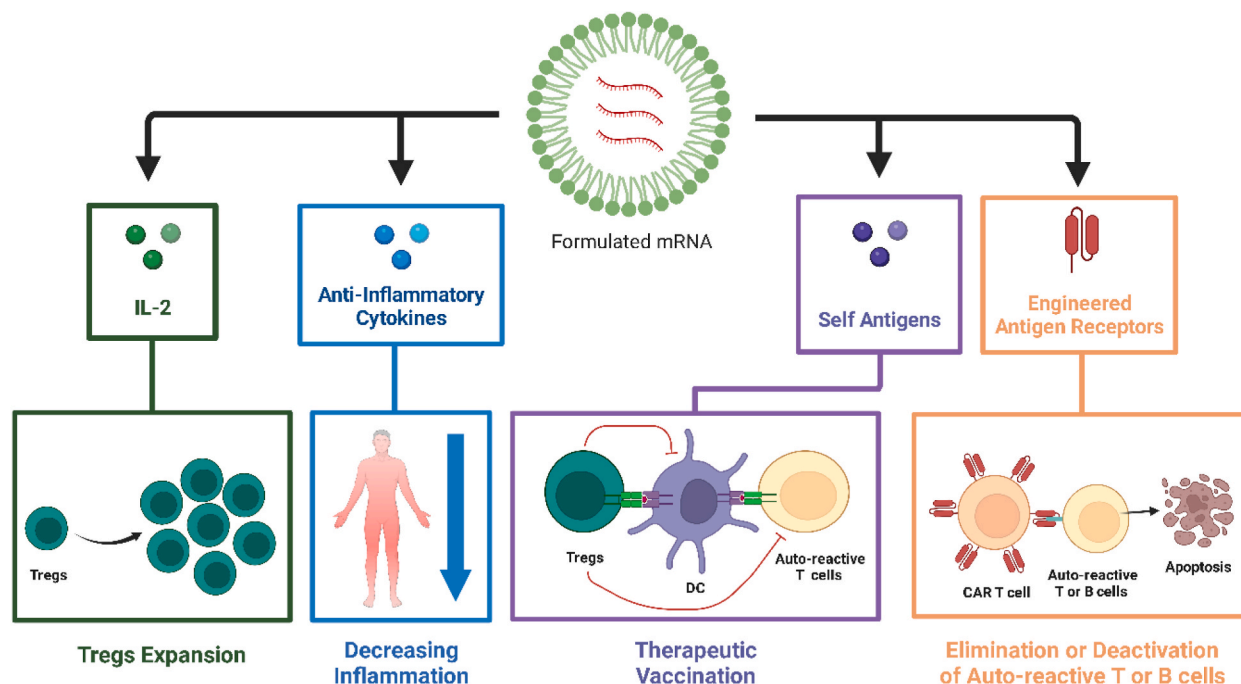 Formulated mRNA
IL-2
Anti-Inflammatory
Cytokines
Self Antigens
Engineered
Antigen Receptors
Tregs
Tregs
DC
Auto-reactive
T cells
CAR T cell
Auto-reactive
T or B cells
Apoptosis
Tregs Expansion
Decreasing
Inflammation
Therapeutic
Vaccination
Elimination or Deactivation
of Auto-reactive T or B cells